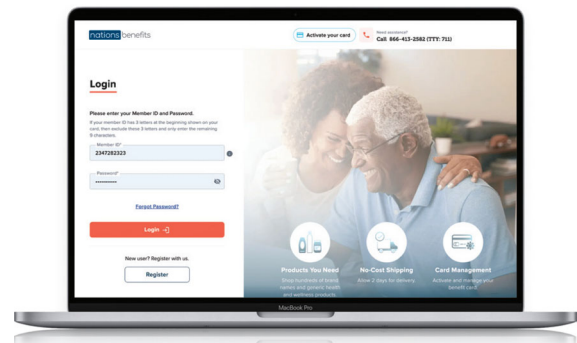 nations benefits
Activate your card
Need assistance?
Call 866-413-2582 (TTY: 711)
Login
Please enter your Member ID and Password.
If your member ID has 3 letters at the beginning shown on your
card, then exclude these 3 letters and only enter the remaining
9 characters.
Member ID*
2347282323
Password*
Forgot Password?
Login
New user? Register with us.
Register
Products You Need
Shop hundreds of brand
names and generic health
and wellness products.
No-Cost Shipping
Allow 2 days for delivery.
Card Management
Activate and manage your
benefit card.
MacBook Pro